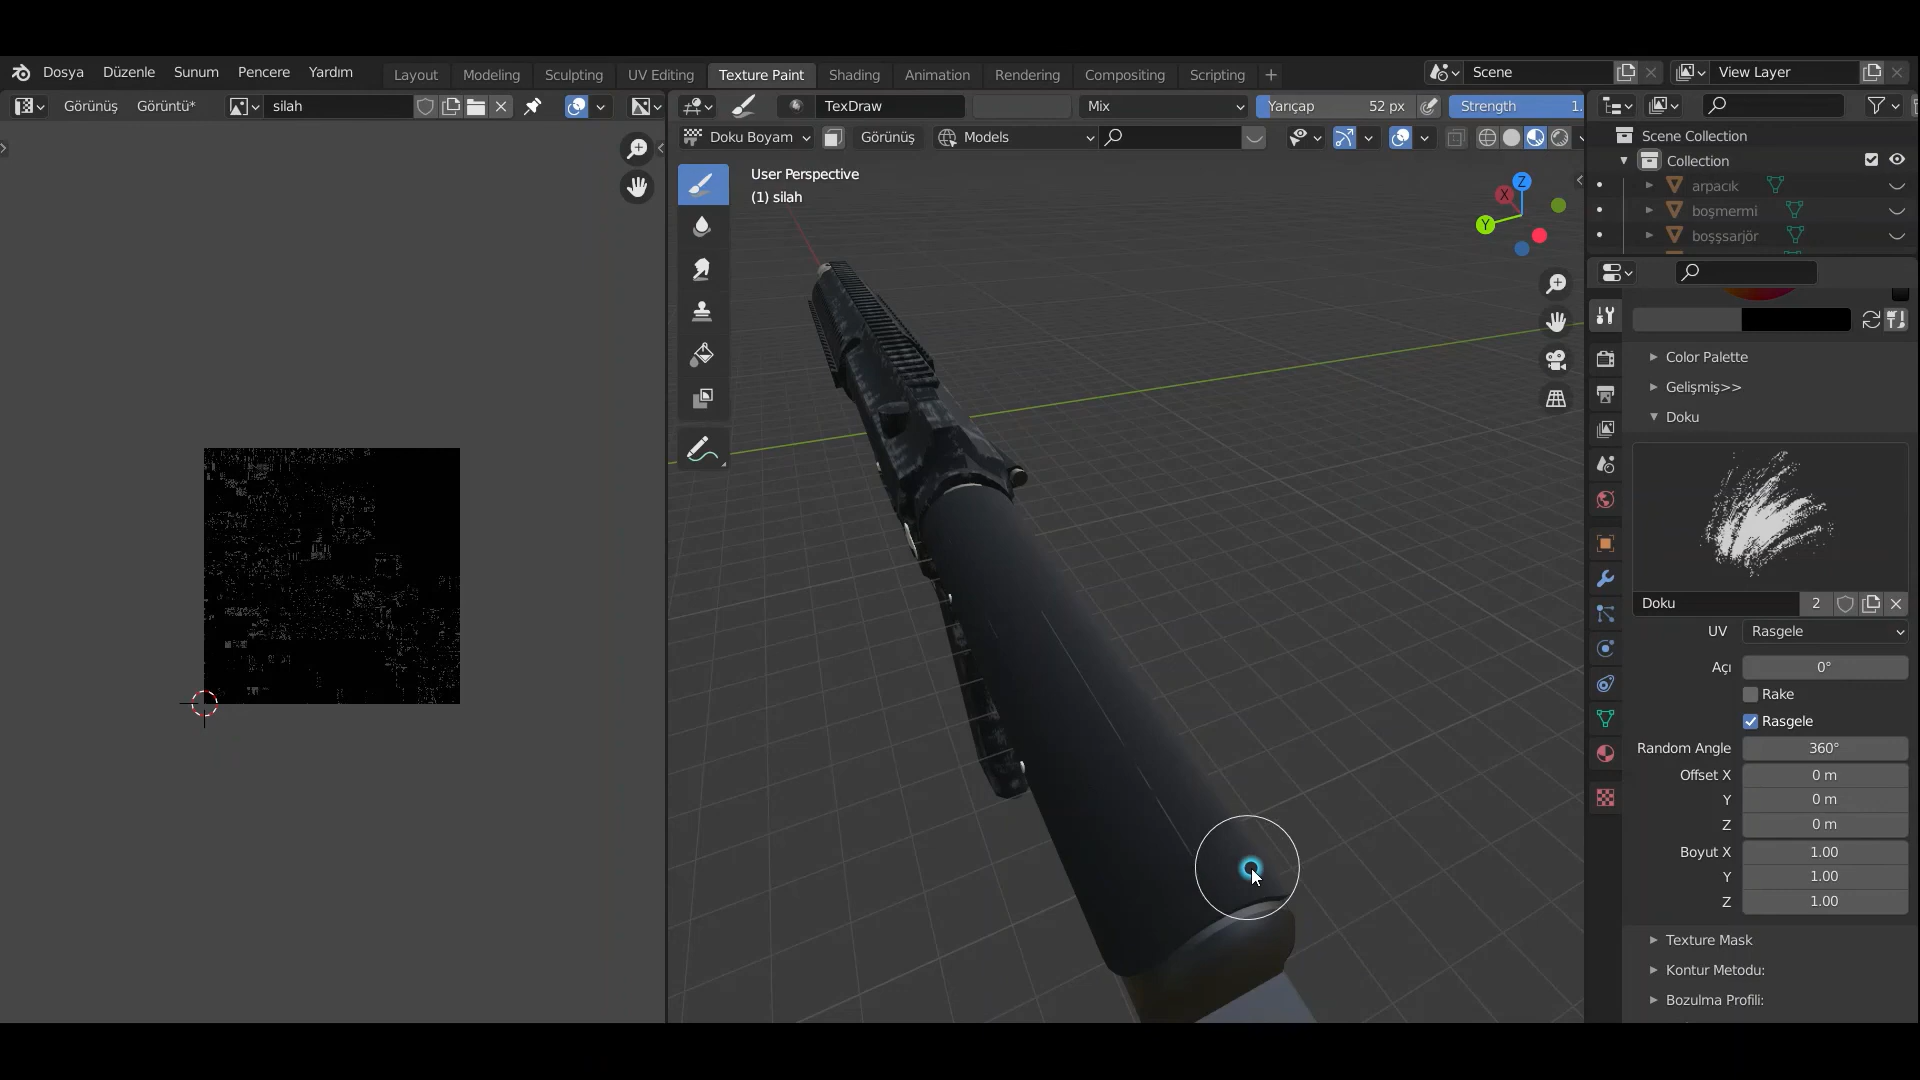 Dosya Düzenle Sunum Pencere Yardım Layout Modeling Sculpting UV Editing Texture Paint Shading Animation Rendering Compositing Scripting + Scene View Layer
Görünüş Görüntü* silah TexDraw Mix Yarıçap 52 px Strength 1.
Doku Boyam Görünüş Models
User Perspective
(1) silah
X Y Z
Scene Collection
Collection
arpacık
boşmermi
boşşsarjör
Color Palette
Gelişmiş>>
Doku
Doku 2
UV Rasgele
Açı 0°
Rake
Rasgele
Random Angle 360°
Offset X 0 m
Y 0 m
Z 0 m
Boyut X 1.00
Y 1.00
Z 1.00
Texture Mask
Kontur Metodu:
Bozulma Profili: